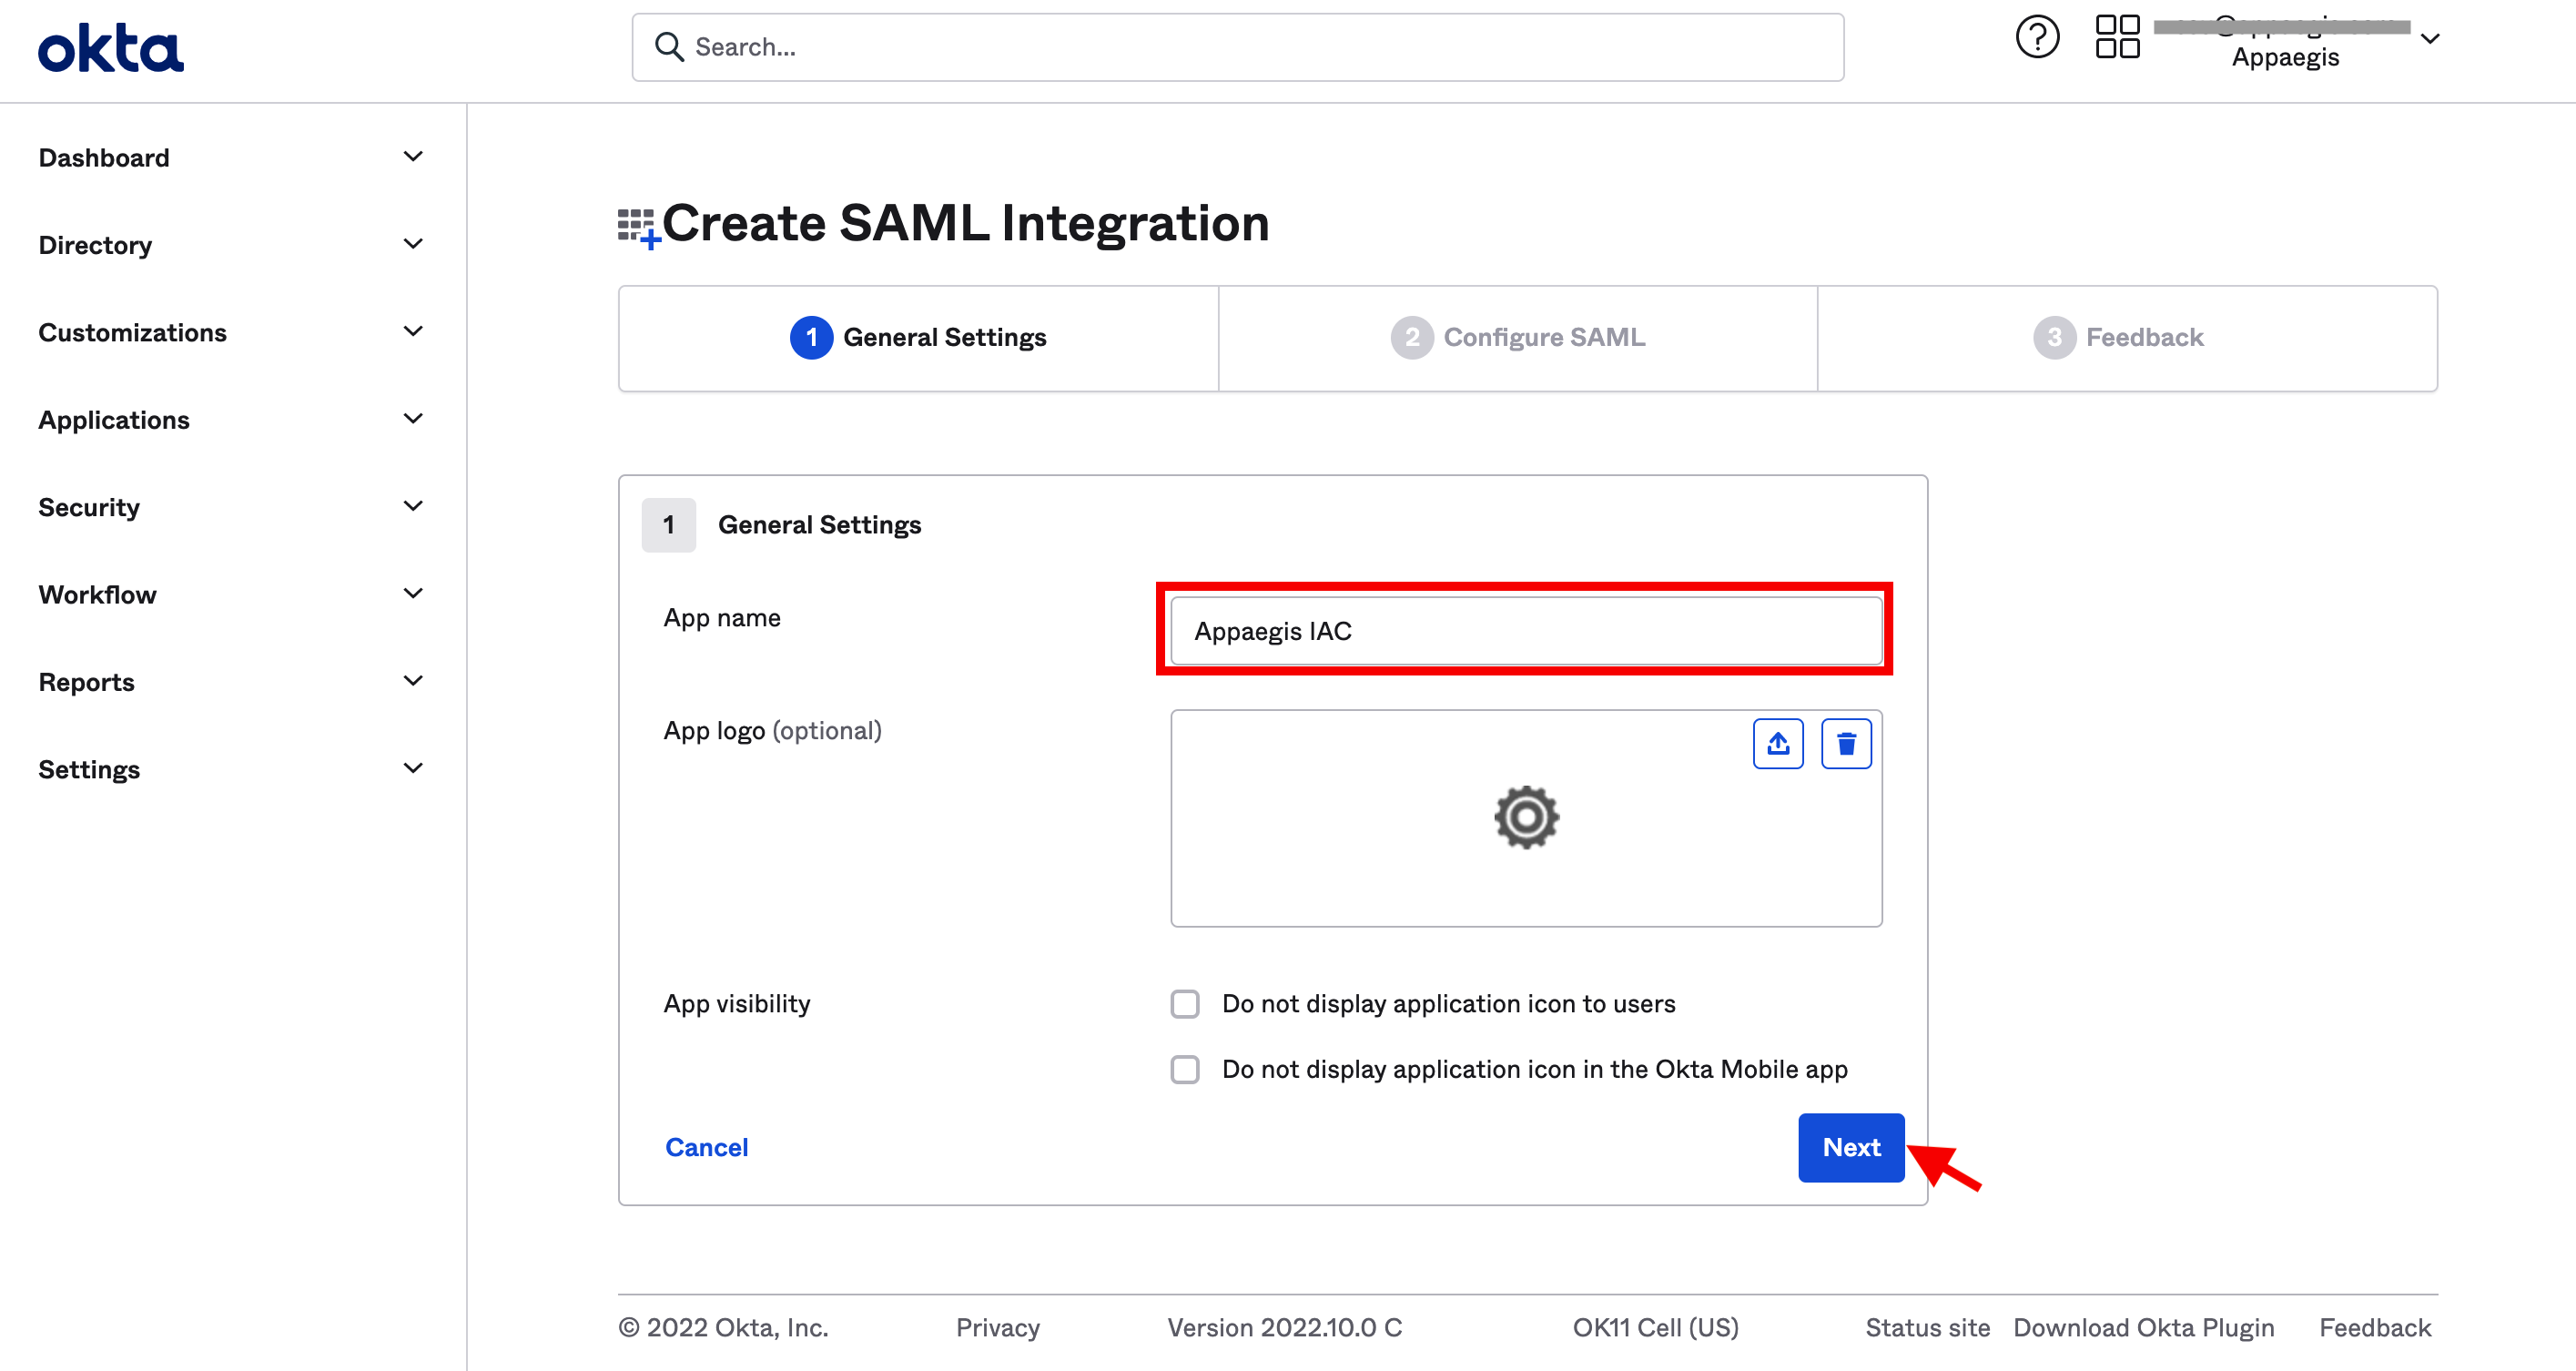 okta
Search...
Appaegis
Dashboard
Directory
Customizations
Applications
Security
Workflow
Reports
Settings
Create SAML Integration
1 General Settings
2 Configure SAML
3 Feedback
1 General Settings
App name
Appaegis IAC
App logo (optional)
App visibility
Do not display application icon to users
Do not display application icon in the Okta Mobile app
Cancel
Next
© 2022 Okta, Inc. Privacy Version 2022.10.0 C OK11 Cell (US) Status site Download Okta Plugin Feedback